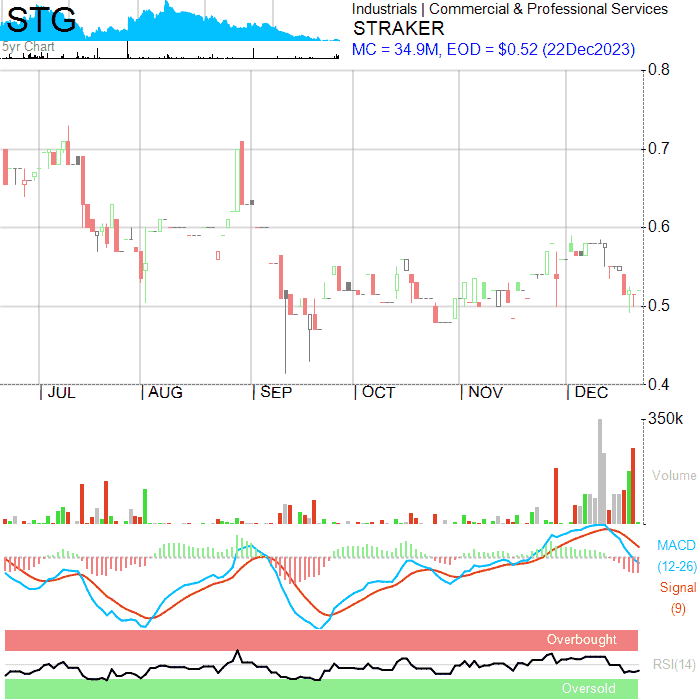 STG
5yr Chart
Industrials | Commercial & Professional Services
STRAKER
MC = 34.9M, EOD = $0.52 (22Dec2023)
0.8
0.7
0.6
0.5
0.4
JUL AUG SEP OCT NOV DEC
350k
Volume
MACD
(12-26)
Signal
(9)
Overbought
RSI(14)
Oversold